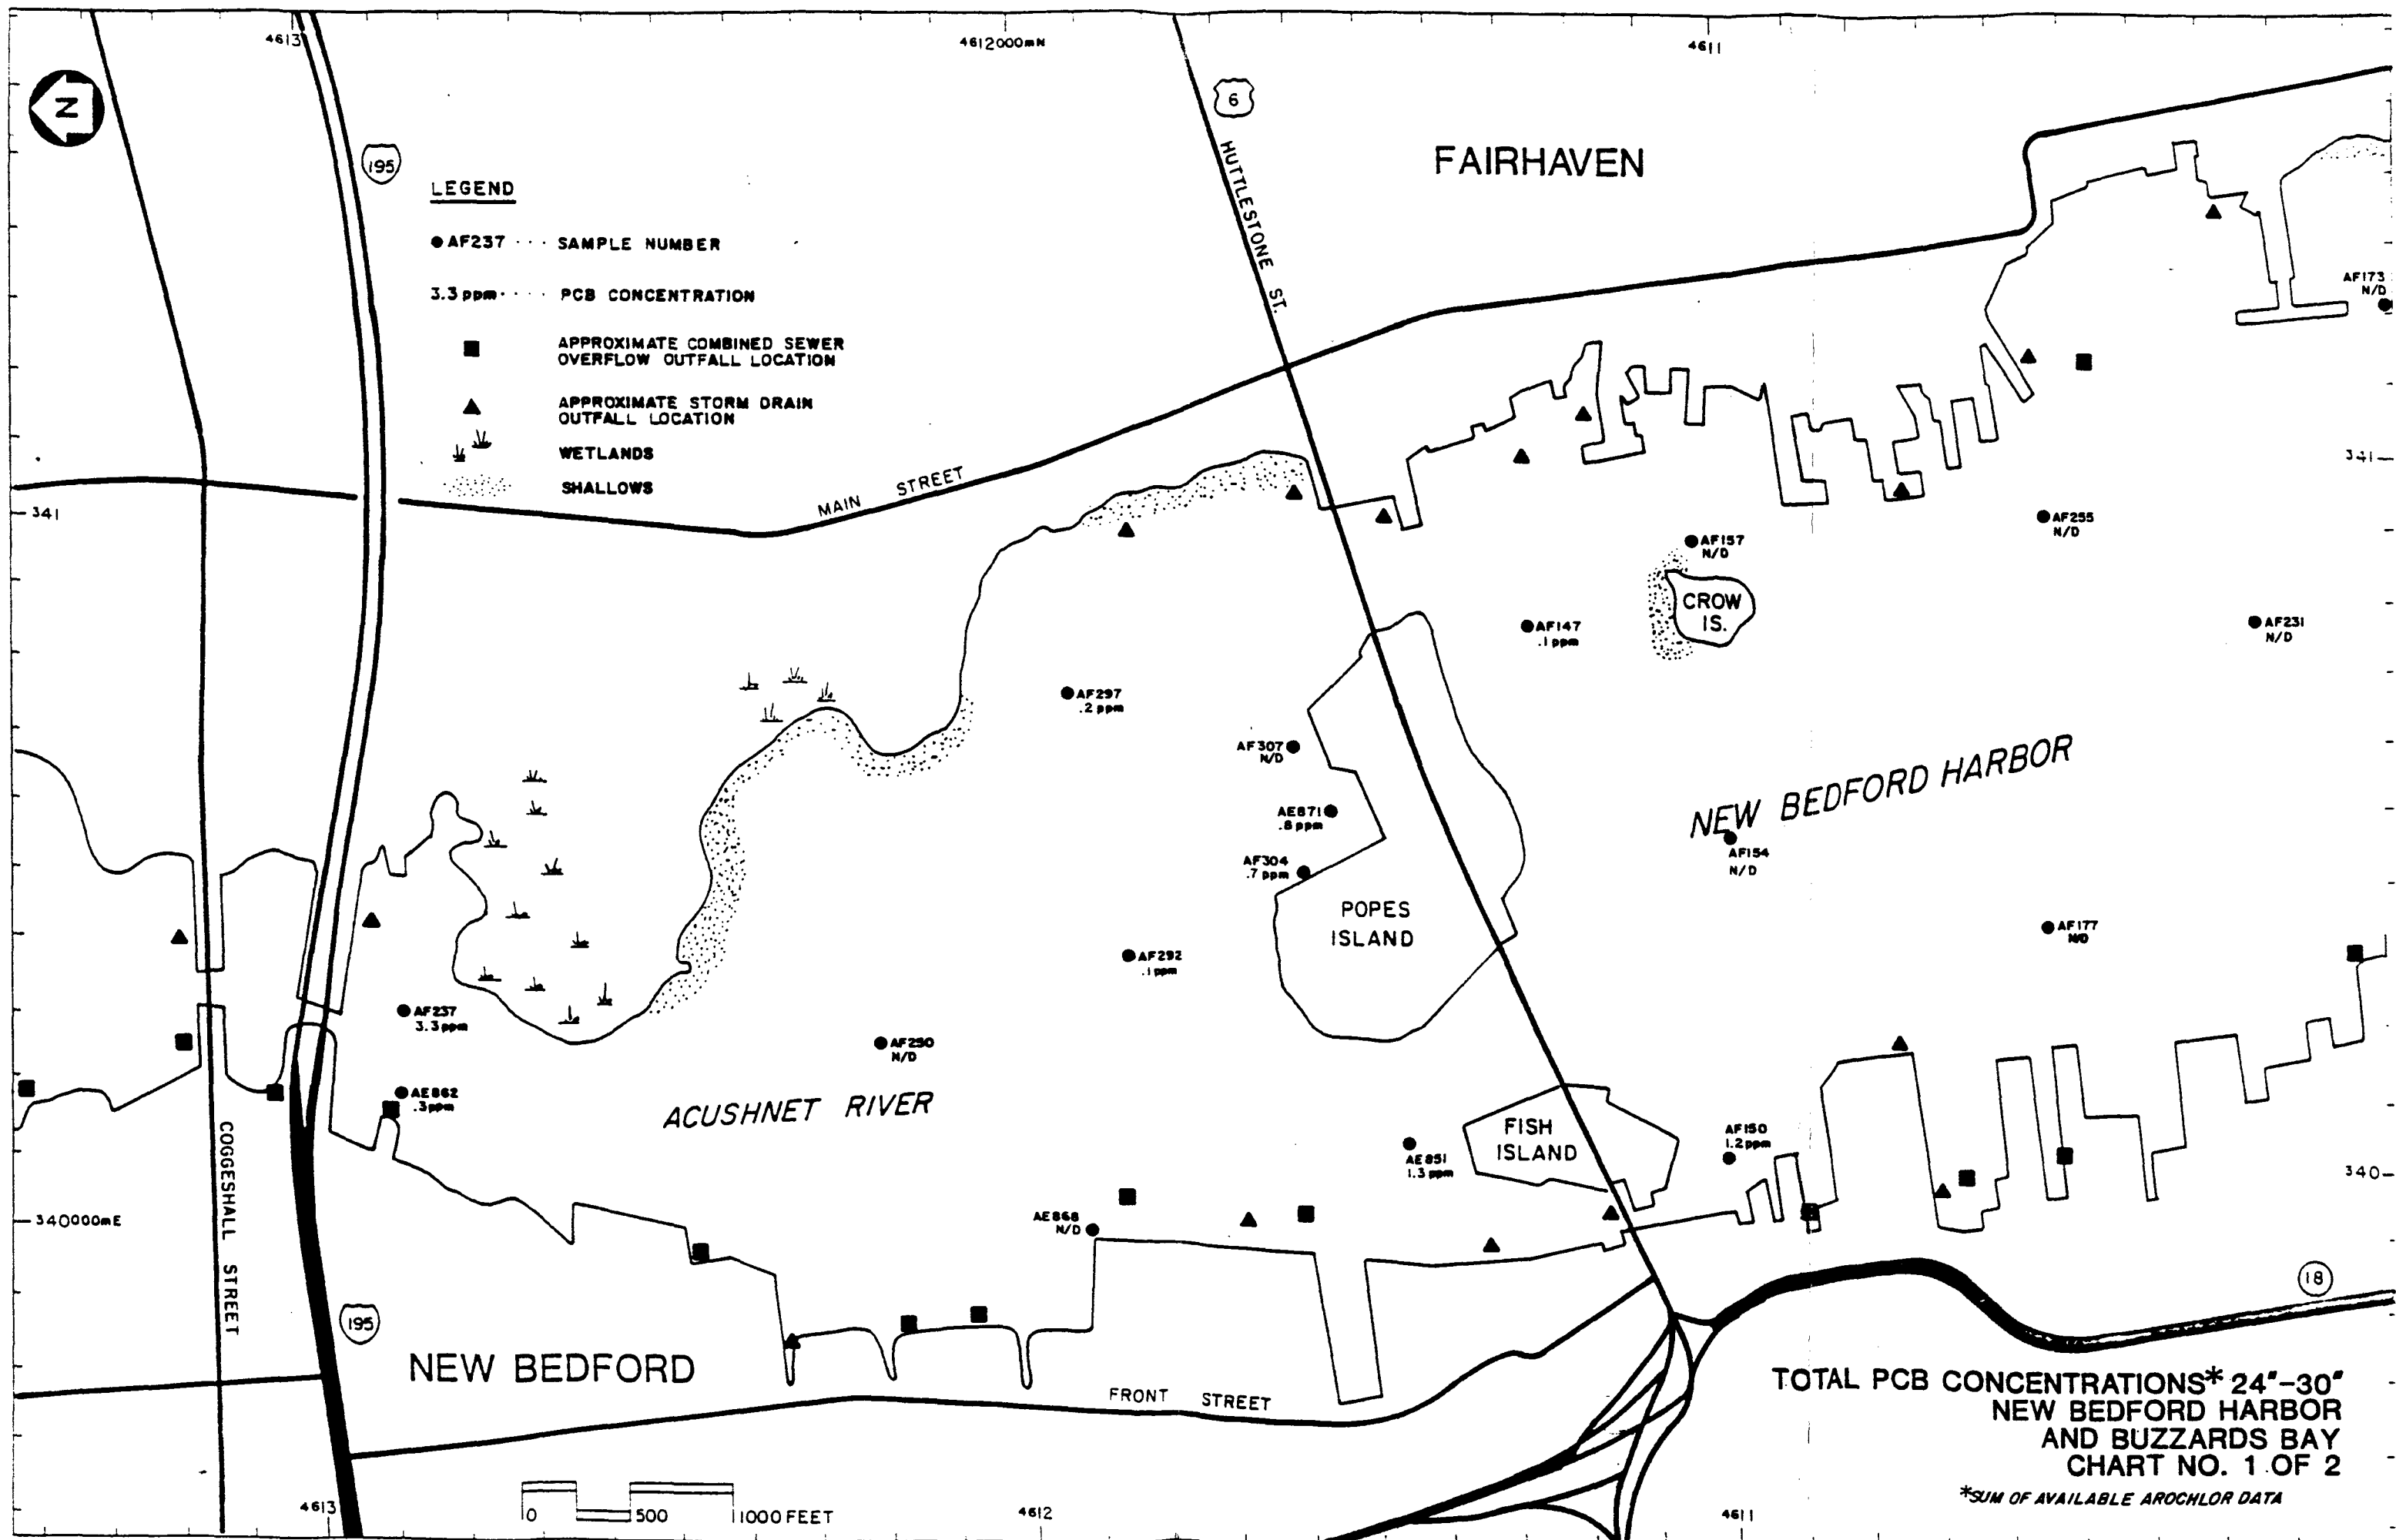 4613
4612000mN
4611
N
195
6
FAIRHAVEN
HUTTLESTONE ST.
LEGEND
AF237 ···· SAMPLE NUMBER
3.3 ppm ···· PCB CONCENTRATION
APPROXIMATE COMBINED SEWER
OVERFLOW OUTFALL LOCATION
APPROXIMATE STORM DRAIN
OUTFALL LOCATION
WETLANDS
SHALLOWS
AF173
N/D
341
341
MAIN STREET
AF255
N/D
AF157
N/D
CROW
IS.
AF147
.1 ppm
AF231
N/D
AF297
.2 ppm
AF307
N/D
NEW BEDFORD HARBOR
AE871
.8 ppm
AF304
.7 ppm
AF154
N/D
POPES
ISLAND
AF177
N/D
AF292
.1 ppm
AF237
3.3 ppm
AF290
N/D
AE862
.3 ppm
ACUSHNET RIVER
COGGESHALL STREET
FISH
ISLAND
AE851
1.3 ppm
AF150
1.2 ppm
340
340000mE
AE868
N/D
18
195
NEW BEDFORD
FRONT STREET
TOTAL PCB CONCENTRATIONS* 24"-30"
NEW BEDFORD HARBOR
AND BUZZARDS BAY
CHART NO. 1 OF 2
*SUM OF AVAILABLE AROCHLOR DATA
4613
0 500 1000 FEET
4612
4611